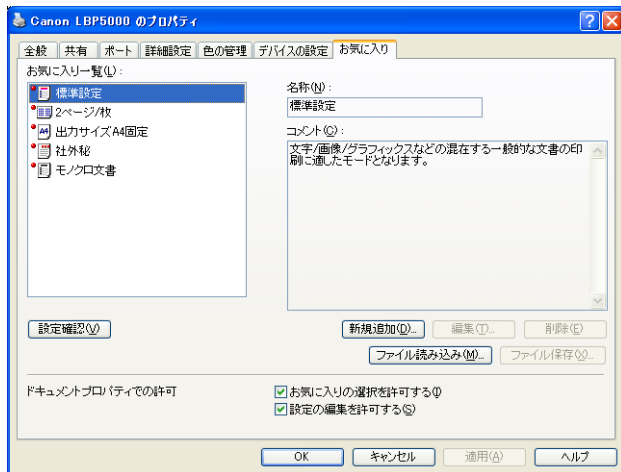 Canon LBP5000 のプロパティ
全般 共有 ポート 詳細設定 色の管理 デバイスの設定 お気に入り
お気に入り一覧(L):
標準設定
2ページ/枚
出力サイズA4固定
社外秘
モノクロ文書
名称(N):
標準設定
コメント(C):
文字/画像/グラフィックスなどの混在する一般的な文書の印
刷に適したモードとなります。
設定確認(V)
新規追加(D)... 編集(T)... 削除(E)
ファイル読み込み(M)... ファイル保存(X)...
ドキュメントプロパティでの許可
お気に入りの選択を許可する(I)
設定の編集を許可する(S)
OK キャンセル 適用(A) ヘルプ